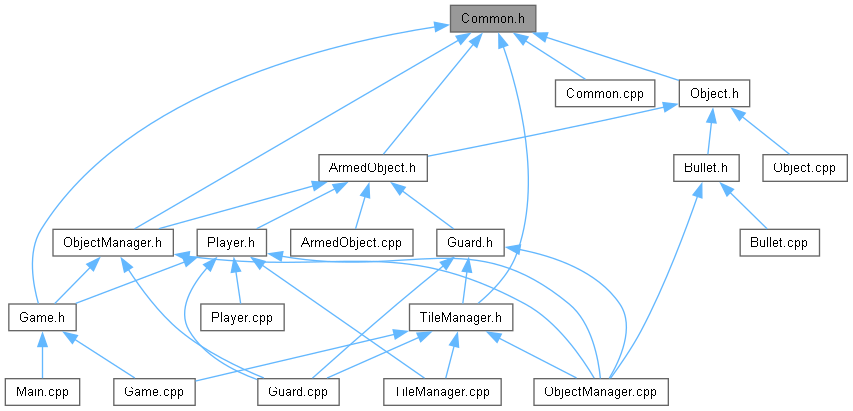 Common.h
Common.cpp
Object.h
ArmedObject.h
Bullet.h
Object.cpp
ObjectManager.h
Player.h
ArmedObject.cpp
Guard.h
Bullet.cpp
Game.h
Player.cpp
TileManager.h
Main.cpp
Game.cpp
Guard.cpp
TileManager.cpp
ObjectManager.cpp